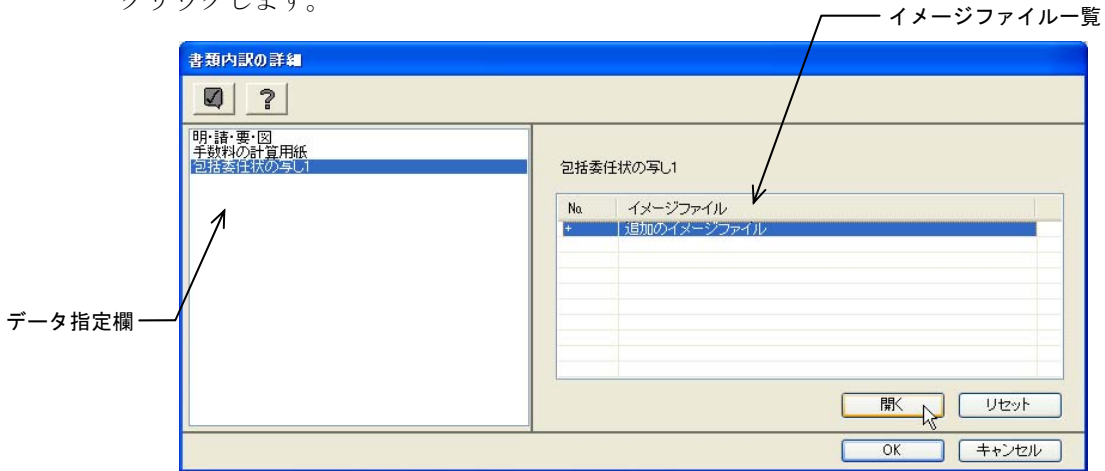 クリックします。
イメージファイル一覧
書類内訳の詳細
?
明・請・要・図
手数料の計算用紙
包括委任状の写し1
包括委任状の写し1
No. イメージファイル
+ 追加のイメージファイル
データ指定欄
開く リセット
OK キャンセル